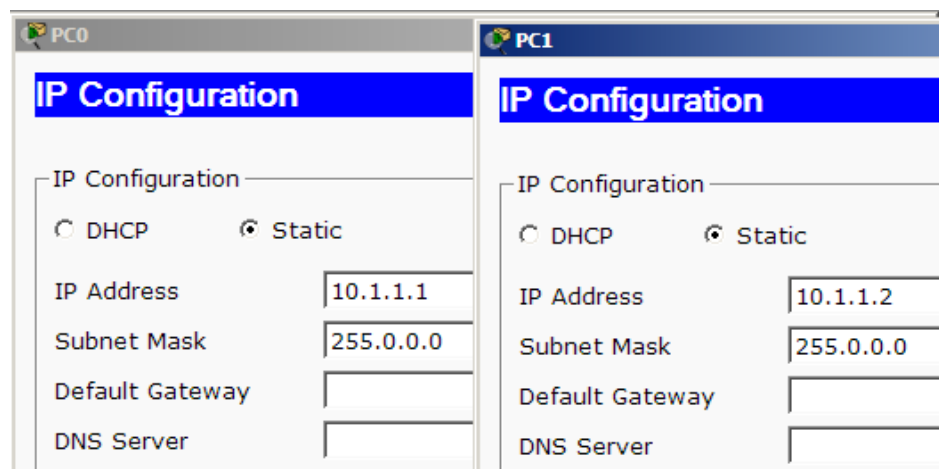 PC0
IP Configuration
IP Configuration
DHCP Static
IP Address 10.1.1.1
Subnet Mask 255.0.0.0
Default Gateway
DNS Server
PC1
IP Configuration
IP Configuration
DHCP Static
IP Address 10.1.1.2
Subnet Mask 255.0.0.0
Default Gateway
DNS Server